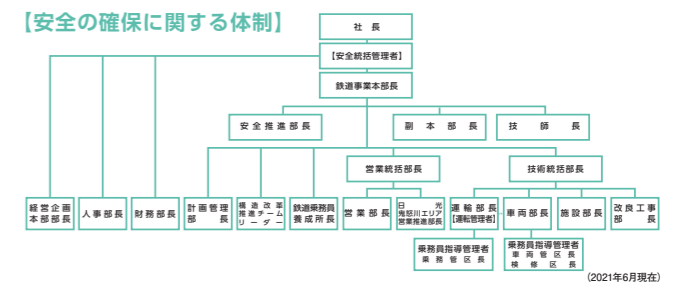 【安全の確保に関する体制】
社長
【安全統括管理者】
鉄道事業本部長
安全推進部長
副本部長
技師長
営業統括部長
技術統括部長
経営企画
本部部長
人事部長
財務部長
計画管理
部長
構造改革
推進チーム
リーダー
鉄道乗務員
養成所長
営業部長
日光
鬼怒川エリア
営業推進部長
運輸部長
【運転管理者】
車両部長
施設部長
改良工事
部長
乗務員指導管理者
乗務管区長
乗務員指導管理者
車両管区長
検修区長
(2021年6月現在)